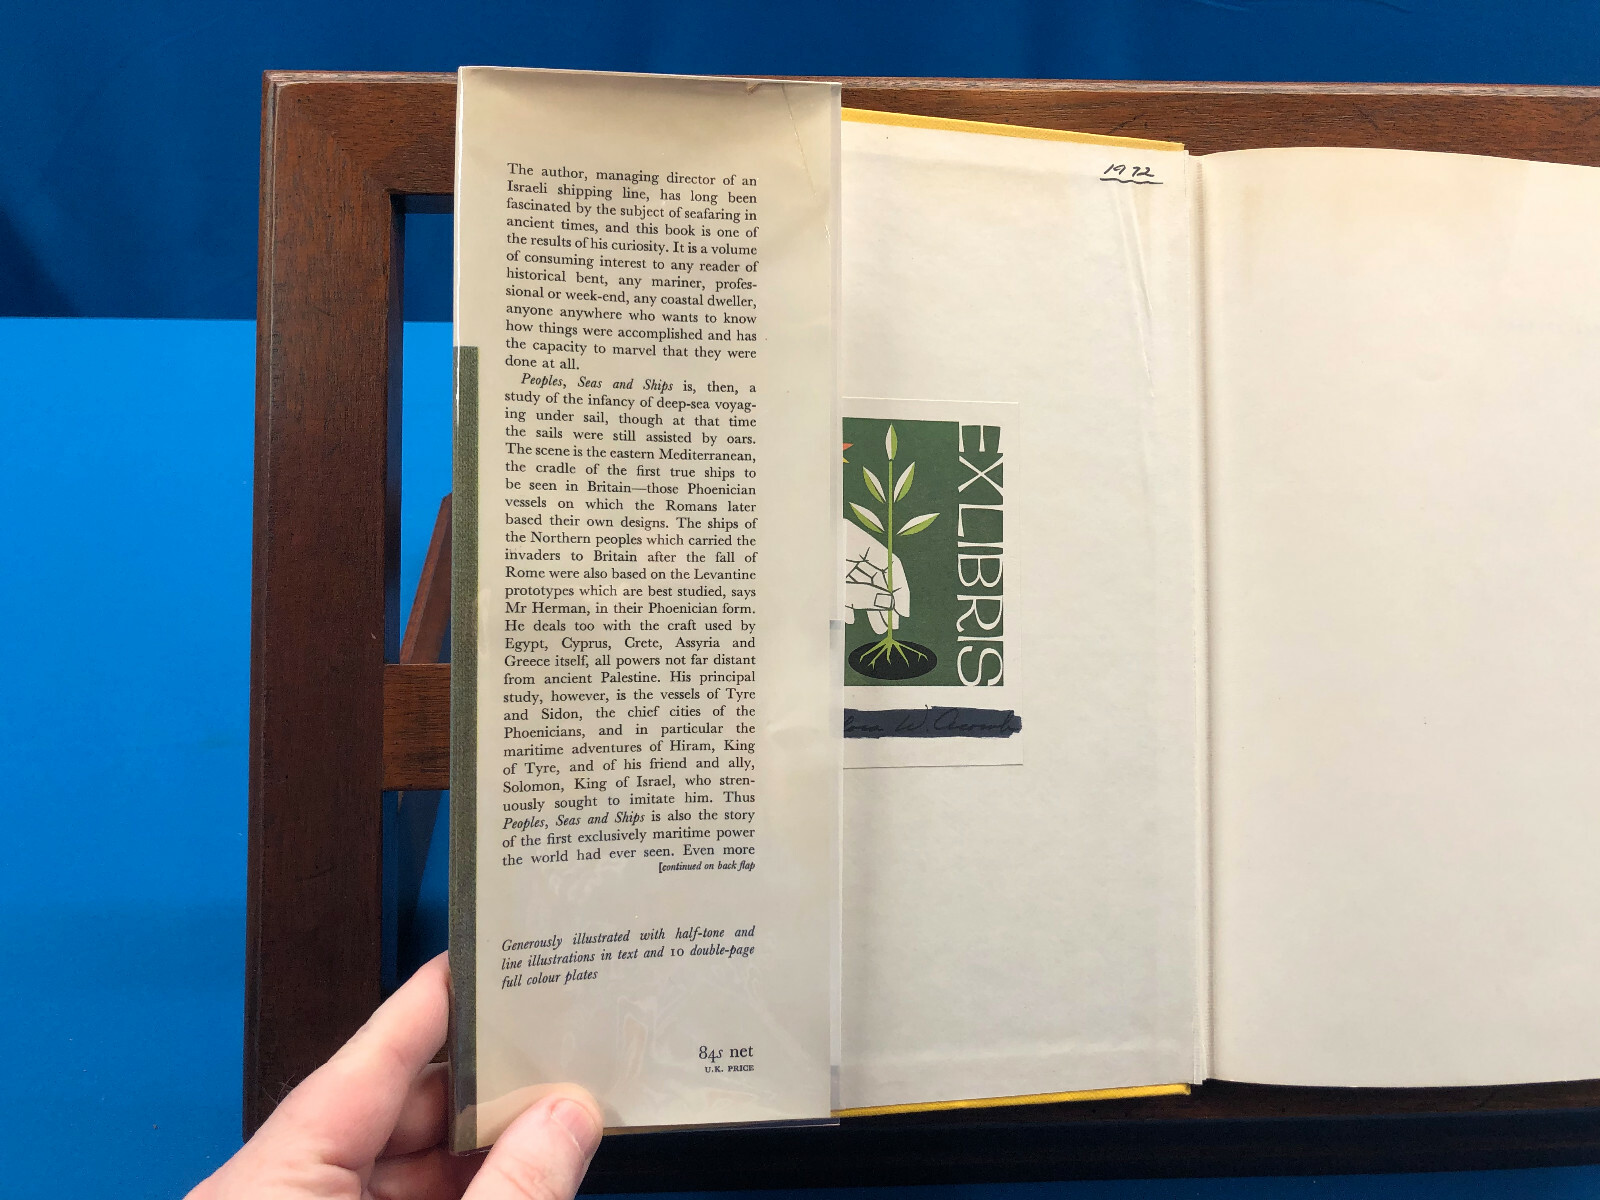 The author, managing director of an
Israeli shipping line, has long been
fascinated by the subject of seafaring in
ancient times, and this book is one of
the results of his curiosity. It is a volume
of consuming interest to any reader of
historical bent, any mariner, profes-
sional or week-end, any coastal dweller,
anyone anywhere who wants to know
how things were accomplished and has
the capacity to marvel that they were
done at all.
Peoples, Seas and Ships is, then, a
study of the infancy of deep-sea voyag-
ing under sail, though at that time
the sails were still assisted by oars.
The scene is the eastern Mediterranean,
the cradle of the first true ships to
be seen in Britain—those Phoenician
vessels on which the Romans later
based their own designs. The ships of
the Northern peoples which carried the
invaders to Britain after the fall of
Rome were also based on the Levantine
prototypes which are best studied, says
Mr Herman, in their Phoenician form.
He deals too with the craft used by
Egypt, Cyprus, Crete, Assyria and
Greece itself, all powers not far distant
from ancient Palestine. His principal
study, however, is the vessels of Tyre
and Sidon, the chief cities of the
Phoenicians, and in particular the
maritime adventures of Hiram, King
of Tyre, and of his friend and ally,
Solomon, King of Israel, who stren-
uously sought to imitate him. Thus
Peoples, Seas and Ships is also the story
of the first exclusively maritime power
the world had ever seen. Even more
[continued on back flap
Generously illustrated with half-tone and
line illustrations in text and 10 double-page
full colour plates
84s net
U.K. PRICE
1972
EXLIBRIS
W.